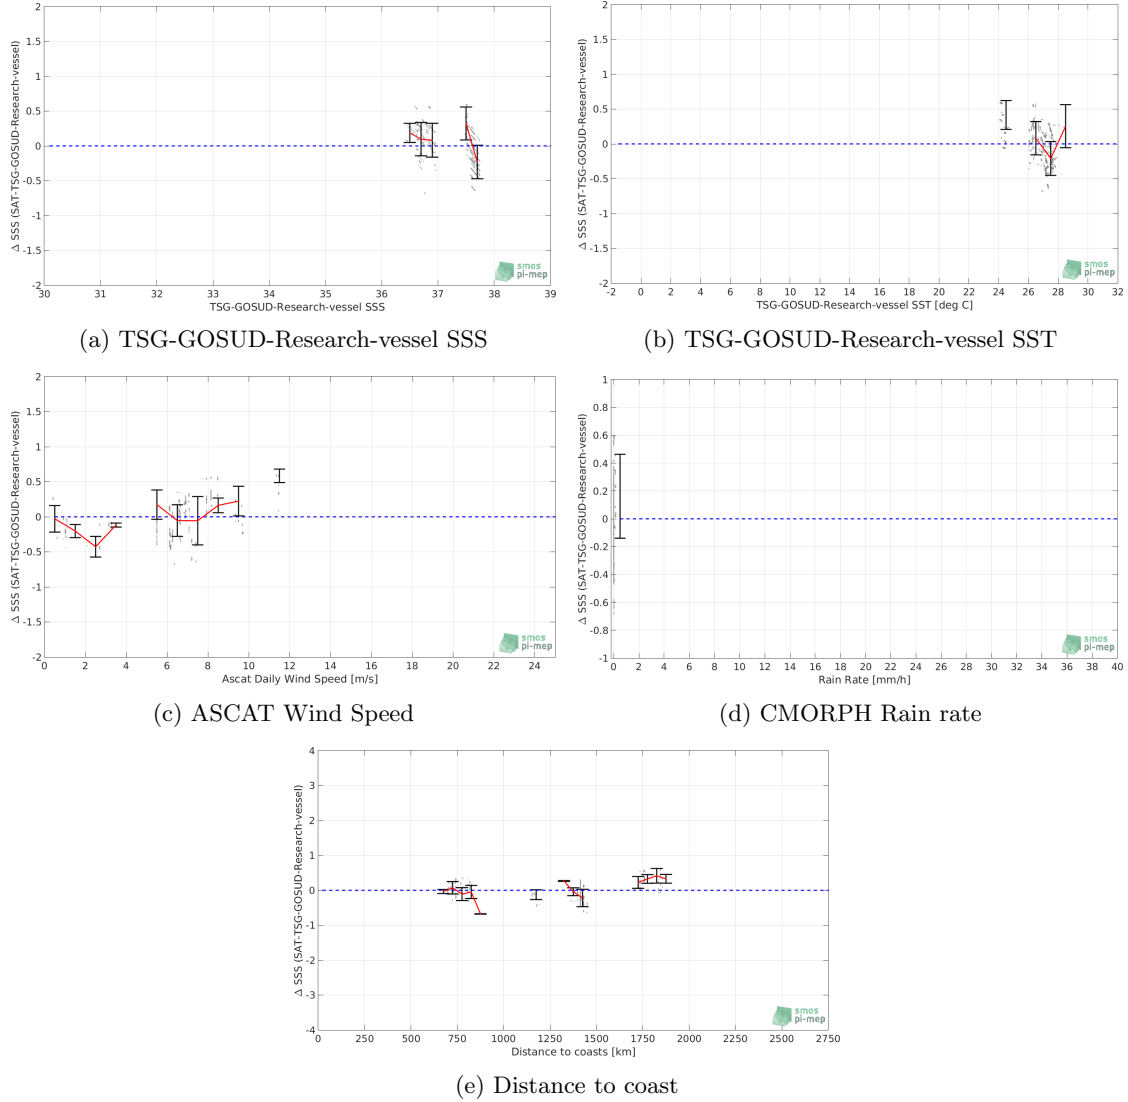 2
1.5
1
0.5
0
-0.5
-1
-1.5
-2
Δ SSS (SAT-TSG-GOSUD-Research-vessel)
30 31 32 33 34 35 36 37 38 39
TSG-GOSUD-Research-vessel SSS
smos
pi-mep
(a) TSG-GOSUD-Research-vessel SSS
2
1.5
1
0.5
0
-0.5
-1
-1.5
-2
Δ SSS (SAT-TSG-GOSUD-Research-vessel)
-2 0 2 4 6 8 10 12 14 16 18 20 22 24 26 28 30 32
TSG-GOSUD-Research-vessel SST [deg C]
smos
pi-mep
(b) TSG-GOSUD-Research-vessel SST
2
1.5
1
0.5
0
-0.5
-1
-1.5
-2
Δ SSS (SAT-TSG-GOSUD-Research-vessel)
0 2 4 6 8 10 12 14 16 18 20 22 24
Ascat Daily Wind Speed [m/s]
smos
pi-mep
(c) ASCAT Wind Speed
1
0.8
0.6
0.4
0.2
0
-0.2
-0.4
-0.6
-0.8
-1
Δ SSS (SAT-TSG-GOSUD-Research-vessel)
0 2 4 6 8 10 12 14 16 18 20 22 24 26 28 30 32 34 36 38 40
Rain Rate [mm/h]
smos
pi-mep
(d) CMORPH Rain rate
4
3
2
1
0
-1
-2
-3
-4
Δ SSS (SAT-TSG-GOSUD-Research-vessel)
0 250 500 750 1000 1250 1500 1750 2000 2250 2500 2750
Distance to coasts [km]
smos
pi-mep
(e) Distance to coast